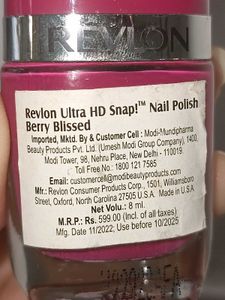 REVLON
Revlon Ultra HD Snap!™ Nail Polish
Berry Blissed
Imported, Mktd. By & Customer Cell : Modi-Mundipharma
Beauty Products Pvt. Ltd. (Umesh Modi Group Company), 1400,
Modi Tower, 98, Nehru Place, New Delhi - 110019
Toll Free No.: 1800 121 7585
Email: customercell@modibeautyproducts.com
Mfr.: Revlon Consumer Products Corp., 1501, Williamsboro
Street, Oxford, North Carolina 27505 U.S.A. Made in U.S.A.
Net Vol.: 8 ml.
M.R.P.: Rs. 599.00 (Incl. of all taxes)
Mfg. Date 11/2022; Use before 10/2025